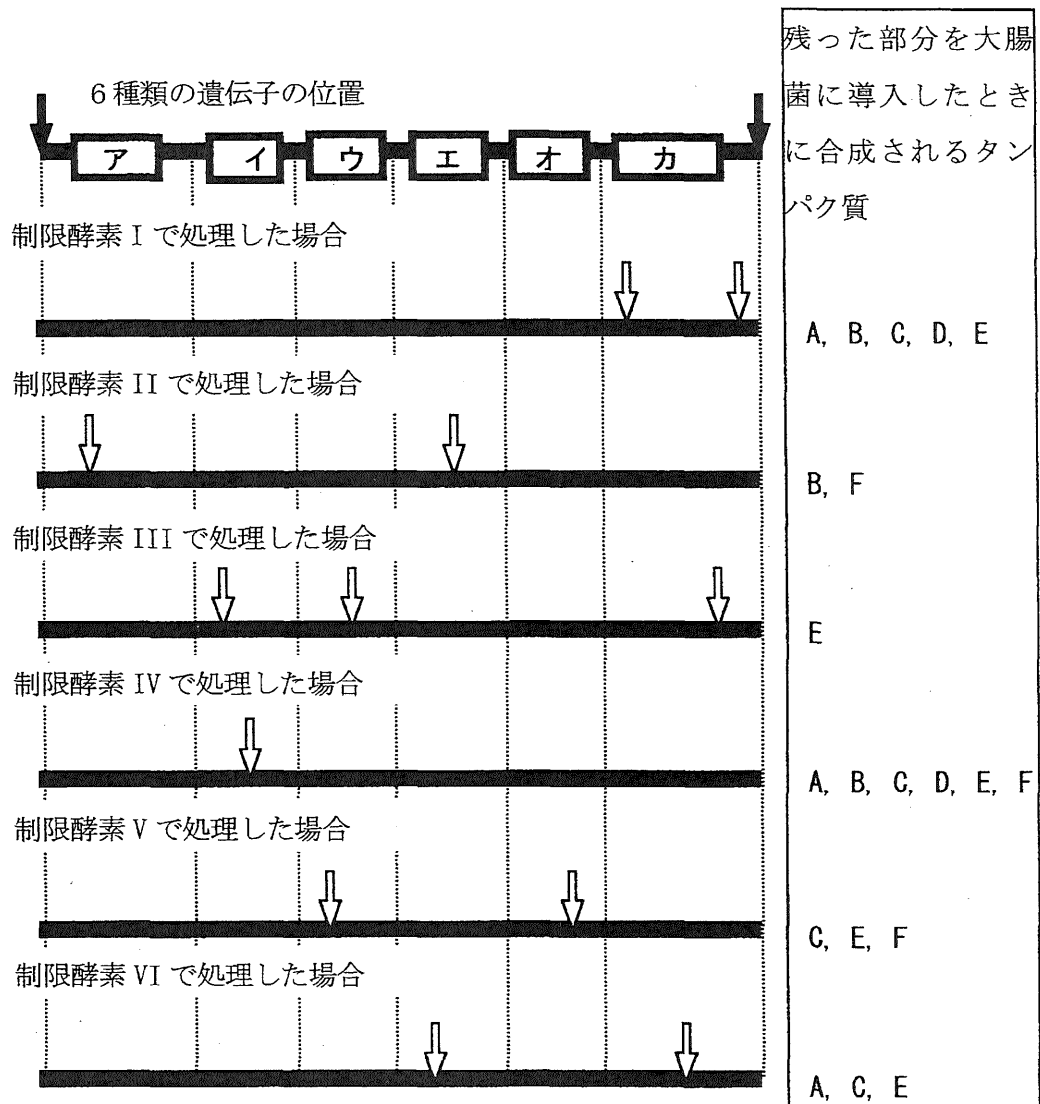 6種類の遺伝子の位置
ア イ ウ エ オ カ
残った部分を大腸
菌に導入したとき
に合成されるタン
パク質
制限酵素 I で処理した場合
A, B, C, D, E
制限酵素 II で処理した場合
B, F
制限酵素 III で処理した場合
E
制限酵素 IV で処理した場合
A, B, C, D, E, F
制限酵素 V で処理した場合
C, E, F
制限酵素 VI で処理した場合
A, C, E